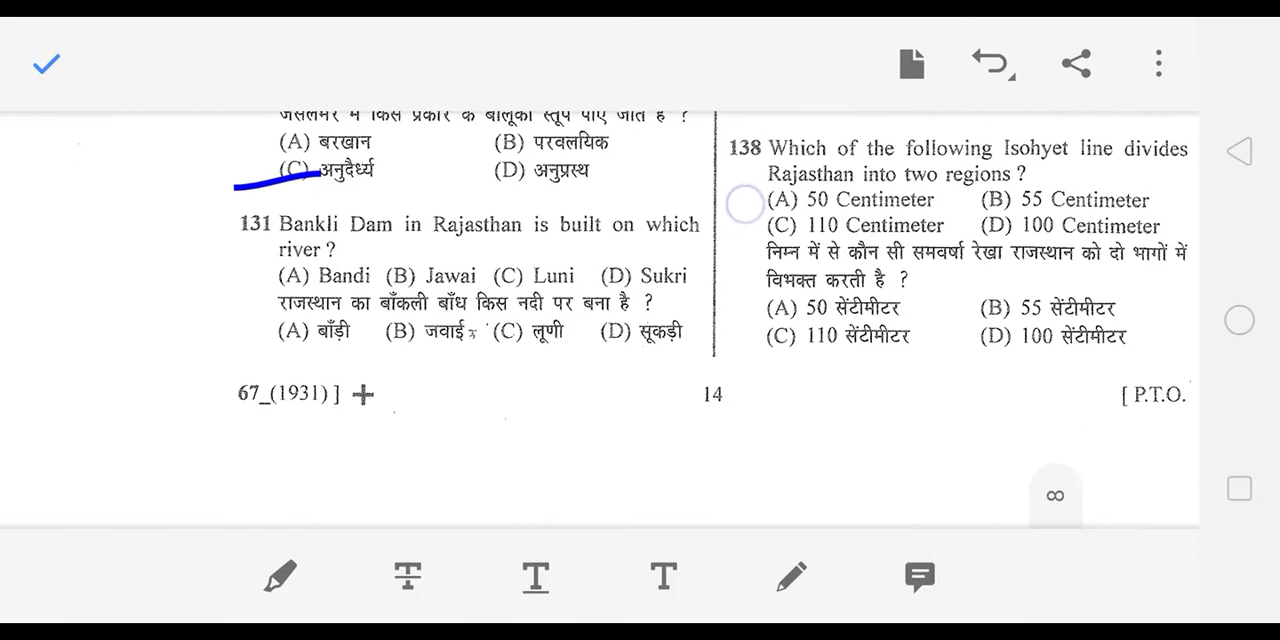 जैसलमेर में किस प्रकार के बालूका स्तूप पाए जाते हैं ?
(A) बरखान (B) परवलयिक
(C) अनुदैर्ध्य (D) अनुप्रस्थ
131 Bankli Dam in Rajasthan is built on which
river ?
(A) Bandi (B) Jawai (C) Luni (D) Sukri
राजस्थान का बाँकली बाँध किस नदी पर बना है ?
(A) बाँड़ी (B) जवाई (C) लूणी (D) सूकड़ी
138 Which of the following Isohyet line divides
Rajasthan into two regions ?
(A) 50 Centimeter (B) 55 Centimeter
(C) 110 Centimeter (D) 100 Centimeter
निम्न में से कौन सी समवर्षा रेखा राजस्थान को दो भागों में
विभक्त करती है ?
(A) 50 सेंटीमीटर (B) 55 सेंटीमीटर
(C) 110 सेंटीमीटर (D) 100 सेंटीमीटर
67_(1931) ] 14 [ P.T.O.